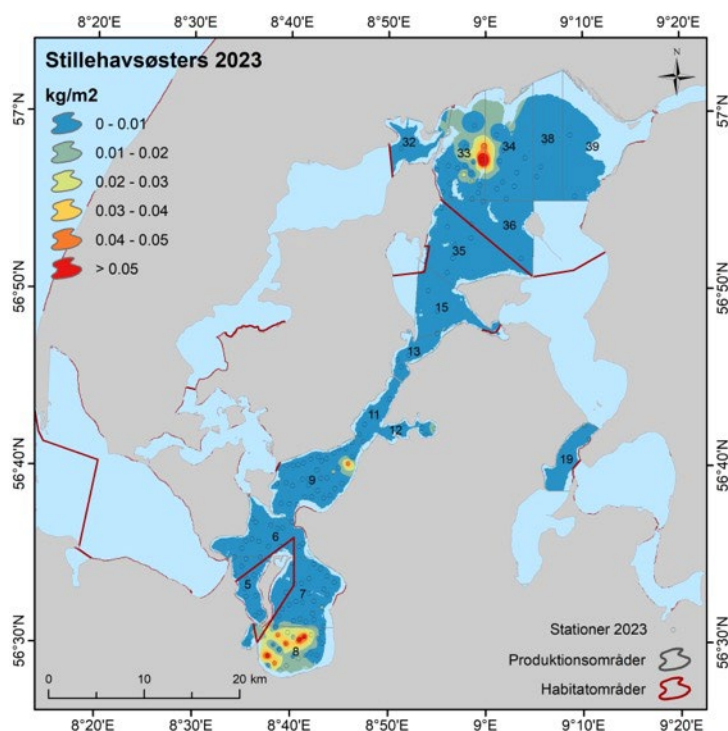 8°20'E 8°30'E 8°40'E 8°50'E 9°E 9°10'E 9°20'E
Stillehavsøsters 2023
N
kg/m2
0 - 0.01
0.01 - 0.02
0.02 - 0.03
0.03 - 0.04
0.04 - 0.05
> 0.05
57°N 57°N
32 33 34 38 39
36
35
56°50'N 56°50'N
15
13
11
12
56°40'N 56°40'N
9
19
6
5
7
8
56°30'N 56°30'N
Stationer 2023
Produktionsområder
Habitatområder
0 5 10 20 km
8°20'E 8°30'E 8°40'E 8°50'E 9°E 9°10'E 9°20'E